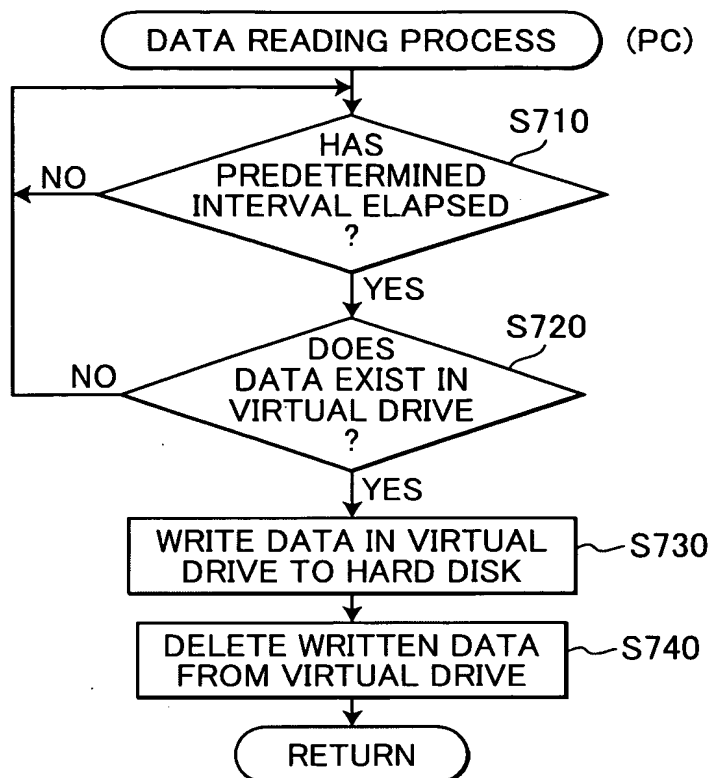 DATA READING PROCESS
(PC)
S710
HAS
PREDETERMINED
INTERVAL ELAPSED
?
NO
YES
S720
DOES
DATA EXIST IN
VIRTUAL DRIVE
?
NO
YES
WRITE DATA IN VIRTUAL
DRIVE TO HARD DISK
S730
DELETE WRITTEN DATA
FROM VIRTUAL DRIVE
S740
RETURN